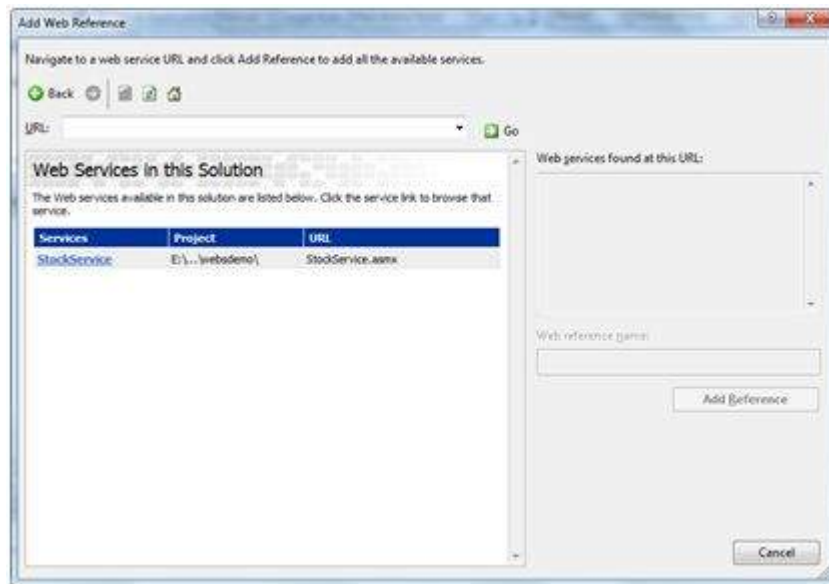 Add Web Reference
Navigate to a web service URL and click Add Reference to add all the available services.
Back
URL:
Go
Web Services in this Solution
The Web services available in this solution are listed below. Click the service link to browse that
service.
Services Project URL
StockService E:\...\websdemo\ StockService.asmx
Web services found at this URL:
Web reference name:
Add Reference
Cancel